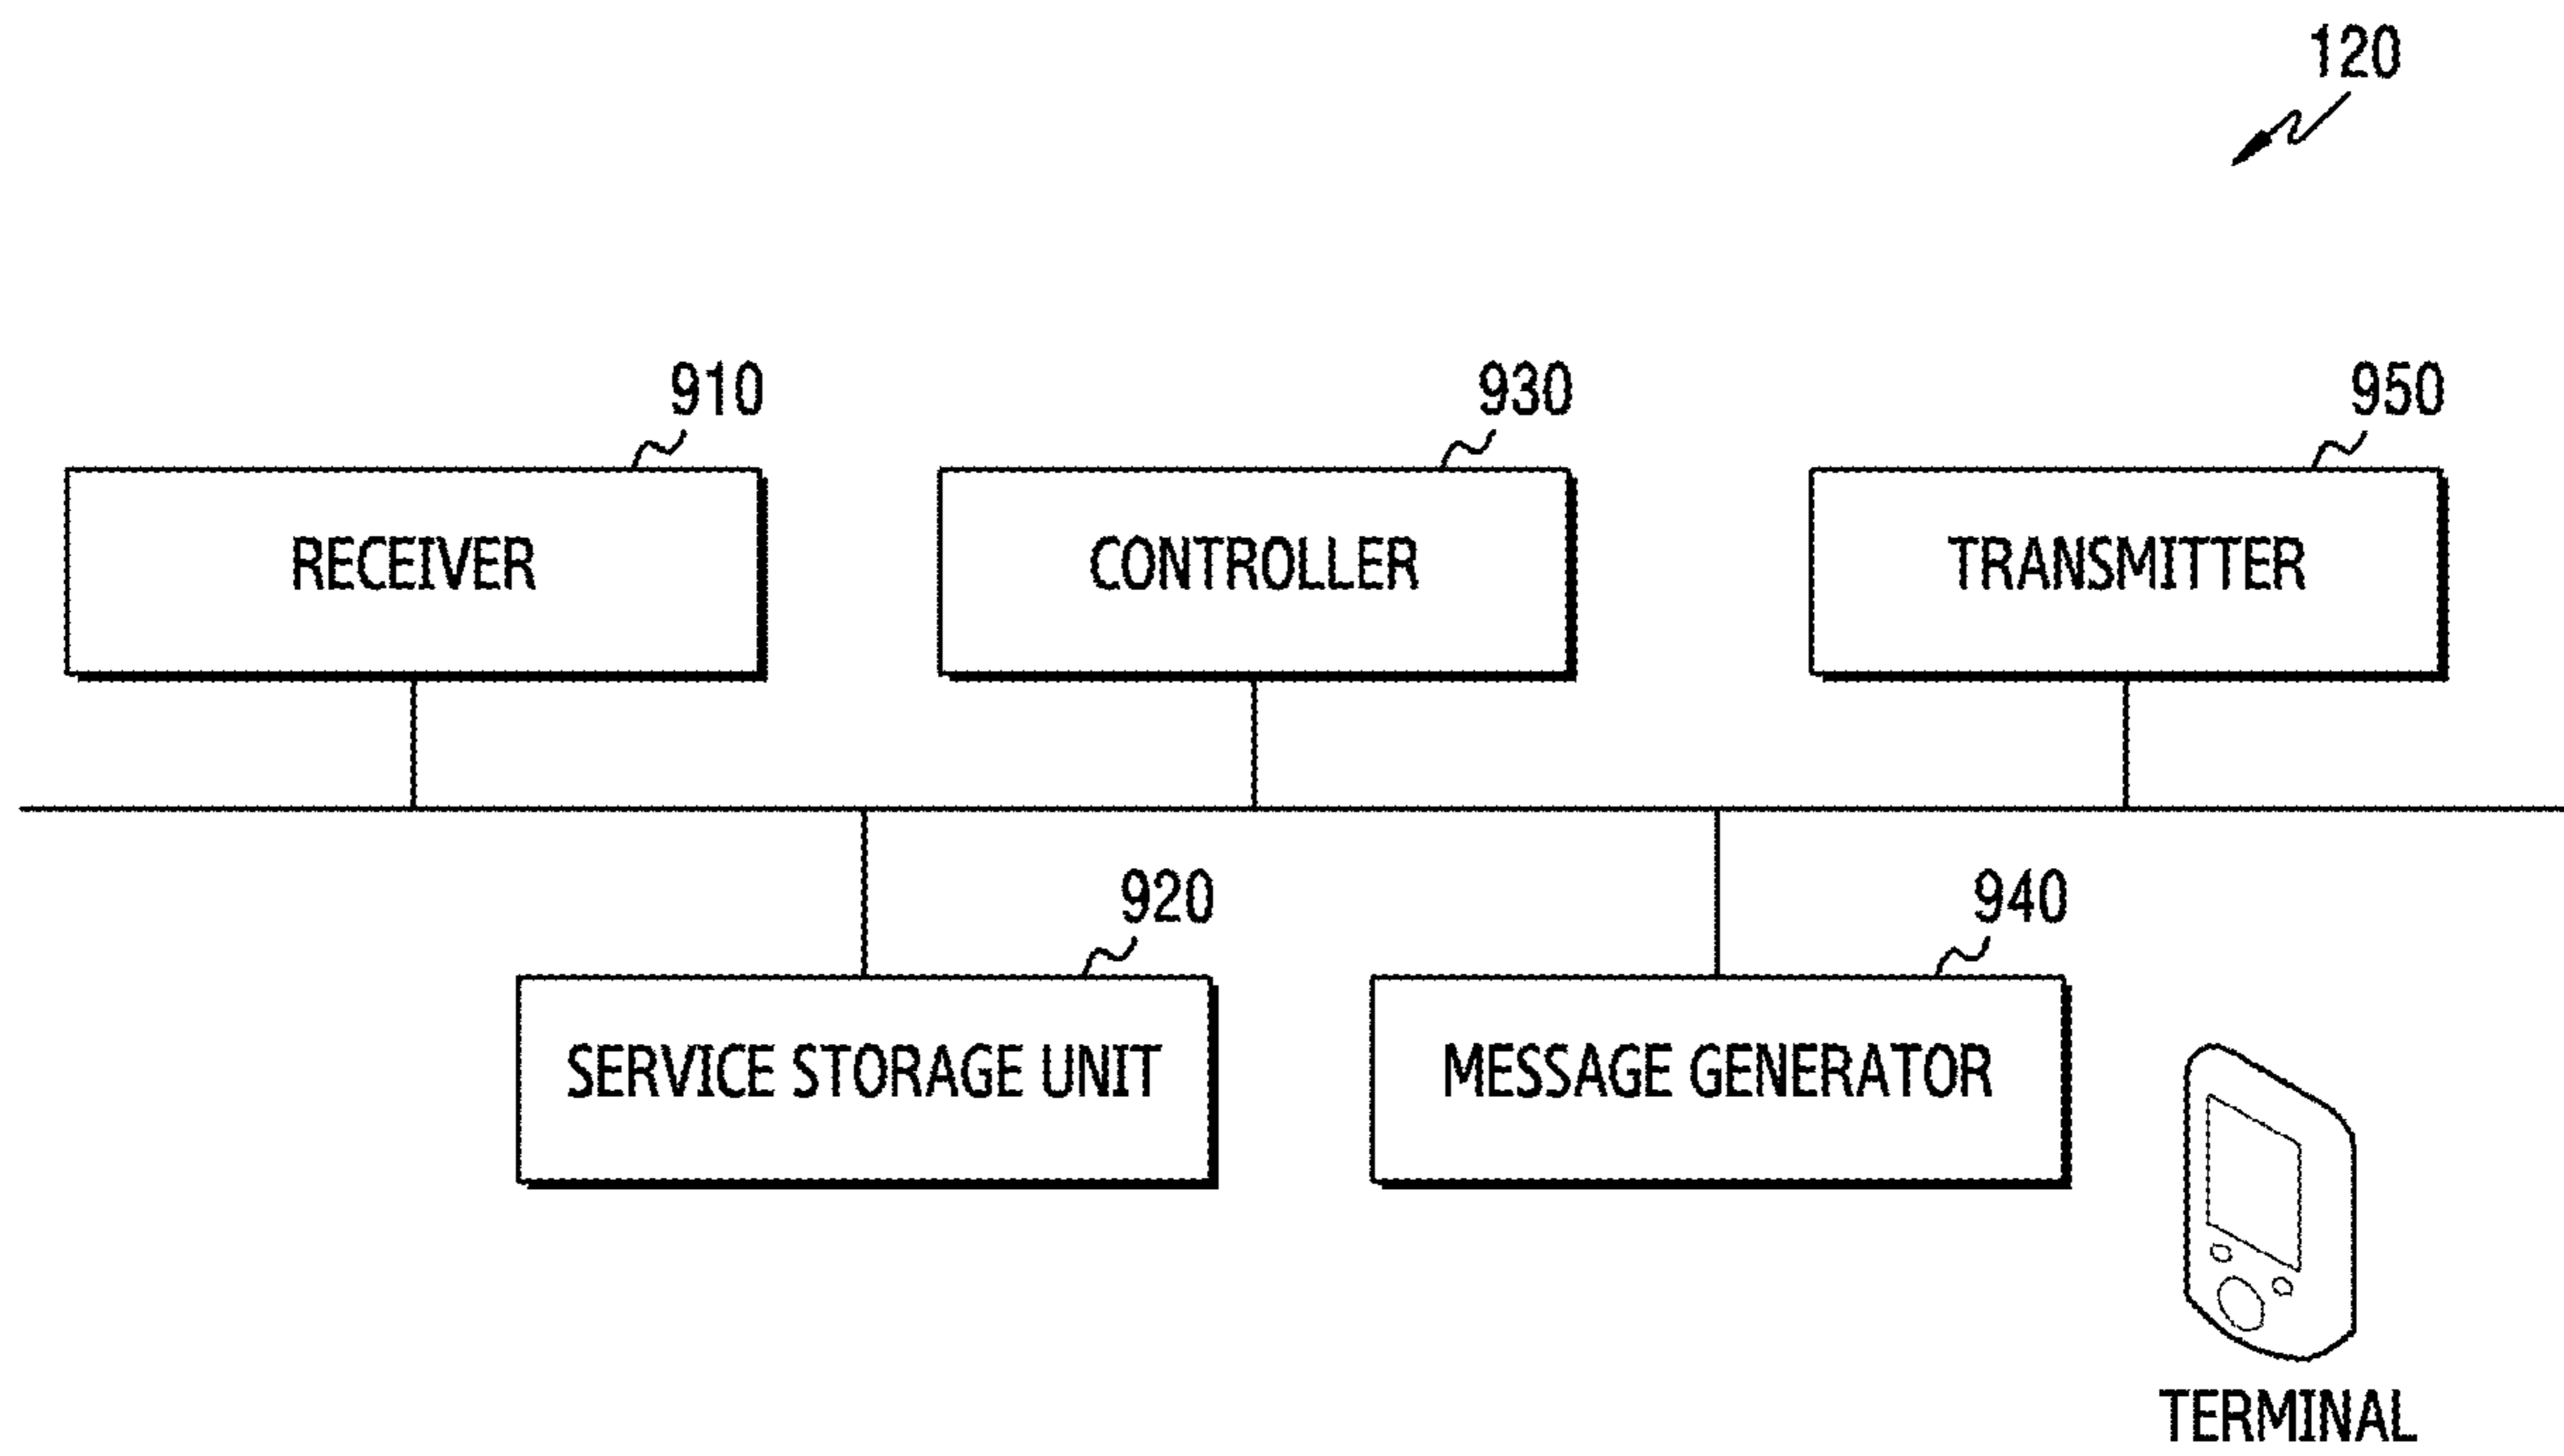 120
910
930
950
RECEIVER
CONTROLLER
TRANSMITTER
920
940
SERVICE STORAGE UNIT
MESSAGE GENERATOR
TERMINAL